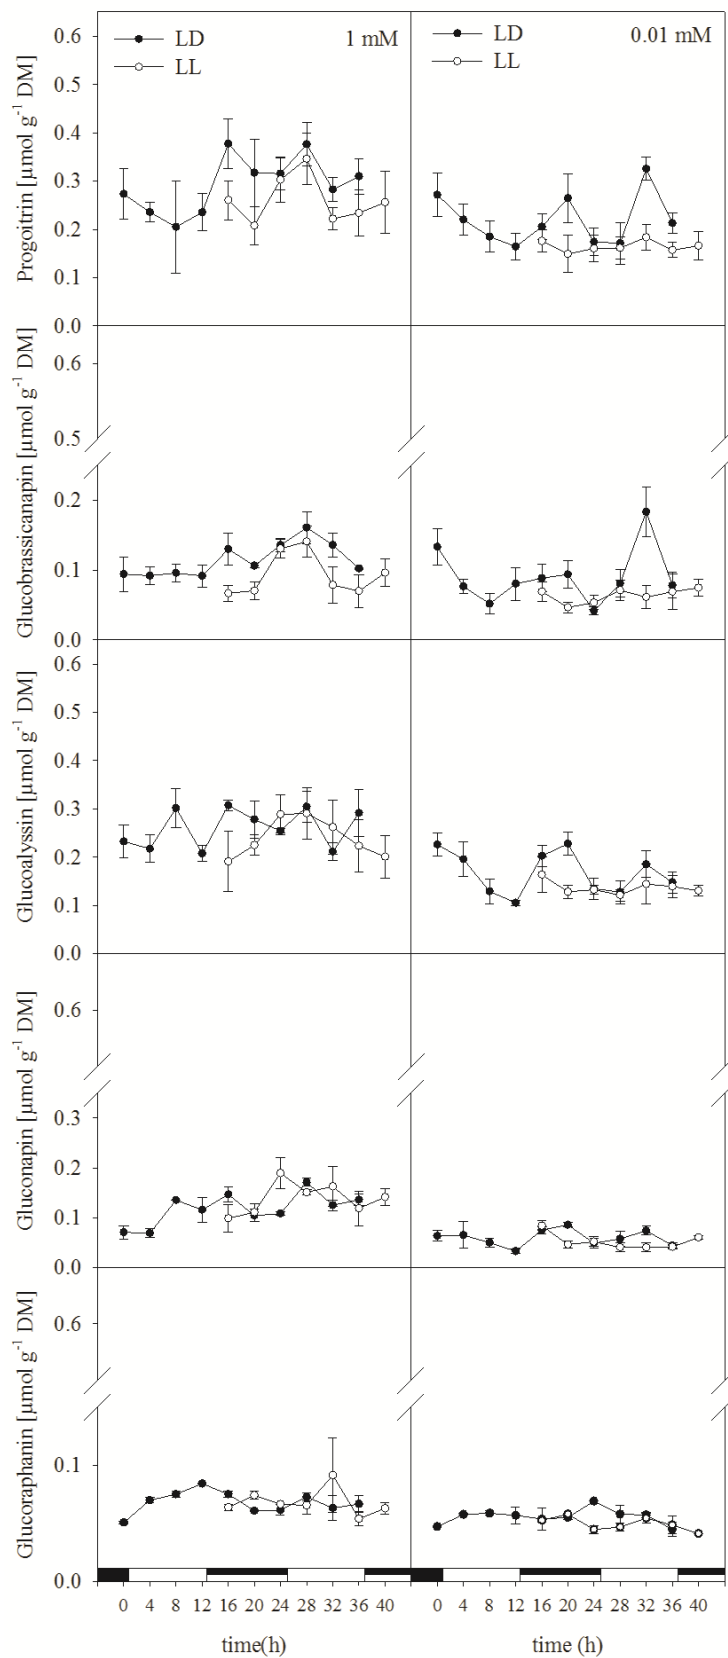 LD
LL
1 mM
LD
LL
0.01 mM
Progoitrin [µmol g⁻¹ DM]
0.6
0.5
0.4
0.3
0.2
0.1
0.0
Glucobrassicanapin [µmol g⁻¹ DM]
0.6
0.5
0.2
0.1
0.0
Glucoalyssin [µmol g⁻¹ DM]
0.6
0.5
0.4
0.3
0.2
0.1
0.0
Gluconapin [µmol g⁻¹ DM]
0.6
0.3
0.2
0.1
0.0
Glucoraphanin [µmol g⁻¹ DM]
0.6
0.1
0.0
0 4 8 12 16 20 24 28 32 36 40
0 4 8 12 16 20 24 28 32 36 40
time(h)
time (h)